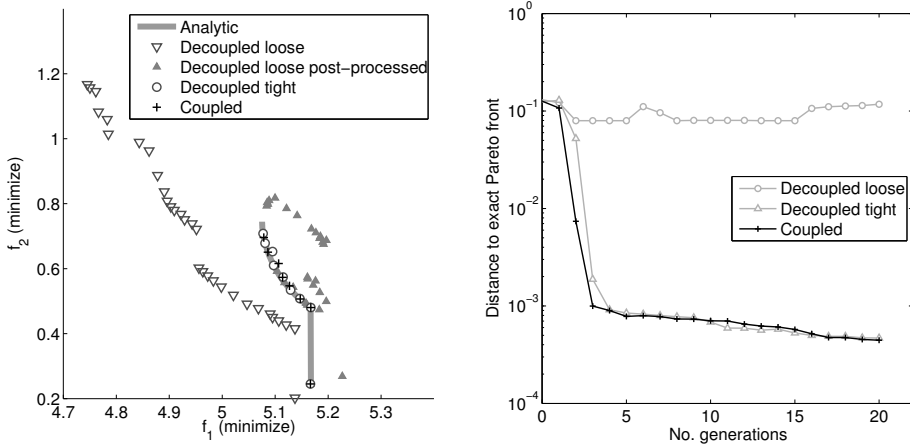 Analytic
Decoupled loose
Decoupled loose post−processed
Decoupled tight
Coupled
1.2
1
0.8
0.6
0.4
0.2
f_2 (minimize)
4.7 4.8 4.9 5 5.1 5.2 5.3
f_1 (minimize)
10^0
10^−1
10^−2
10^−3
10^−4
Distance to exact Pareto front
Decoupled loose
Decoupled tight
Coupled
0 5 10 15 20
No. generations